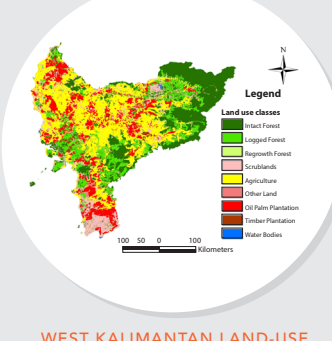 N
Legend
Land use classes
Intact Forest
Logged Forest
Regrowth Forest
Scrublands
Agriculture
Other Land
Oil Palm Plantation
Timber Plantation
Water Bodies
100 50 0 100
Kilometers
WEST KALIMANTAN LAND-USE